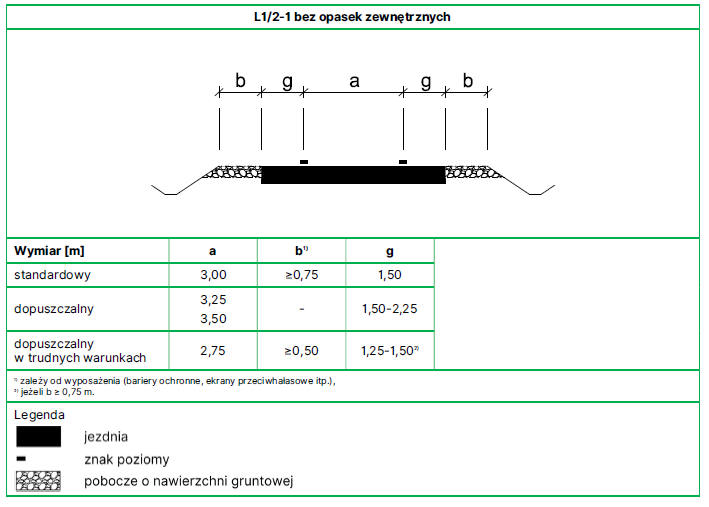 L1/2-1 bez opasek zewnętrznych
b g a g b
Wymiar [m] a b¹⁾ g
standardowy 3,00 ≥0,75 1,50
dopuszczalny 3,25 3,50 - 1,50-2,25
dopuszczalny
w trudnych warunkach 2,75 ≥0,50 1,25-1,50²⁾
¹⁾ zależy od wyposażenia (bariery ochronne, ekrany przeciwhałasowe itp.),
²⁾ jeżeli b ≥ 0,75 m.
Legenda
jezdnia
znak poziomy
pobocze o nawierzchni gruntowej